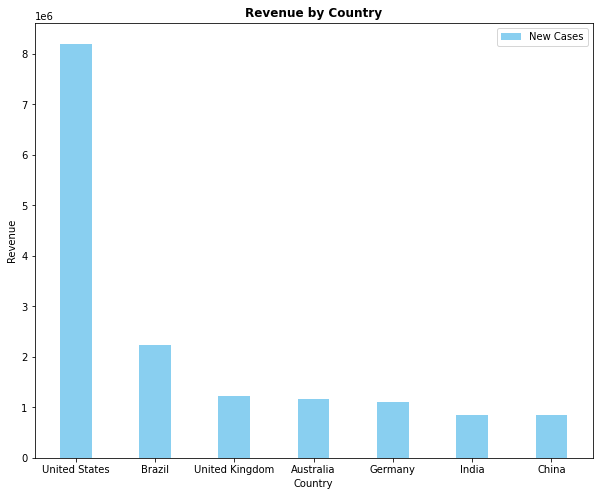 Revenue by Country
1e6
New Cases
8
7
6
5
4
3
2
1
0
Revenue
United States Brazil United Kingdom Australia Germany India China
Country